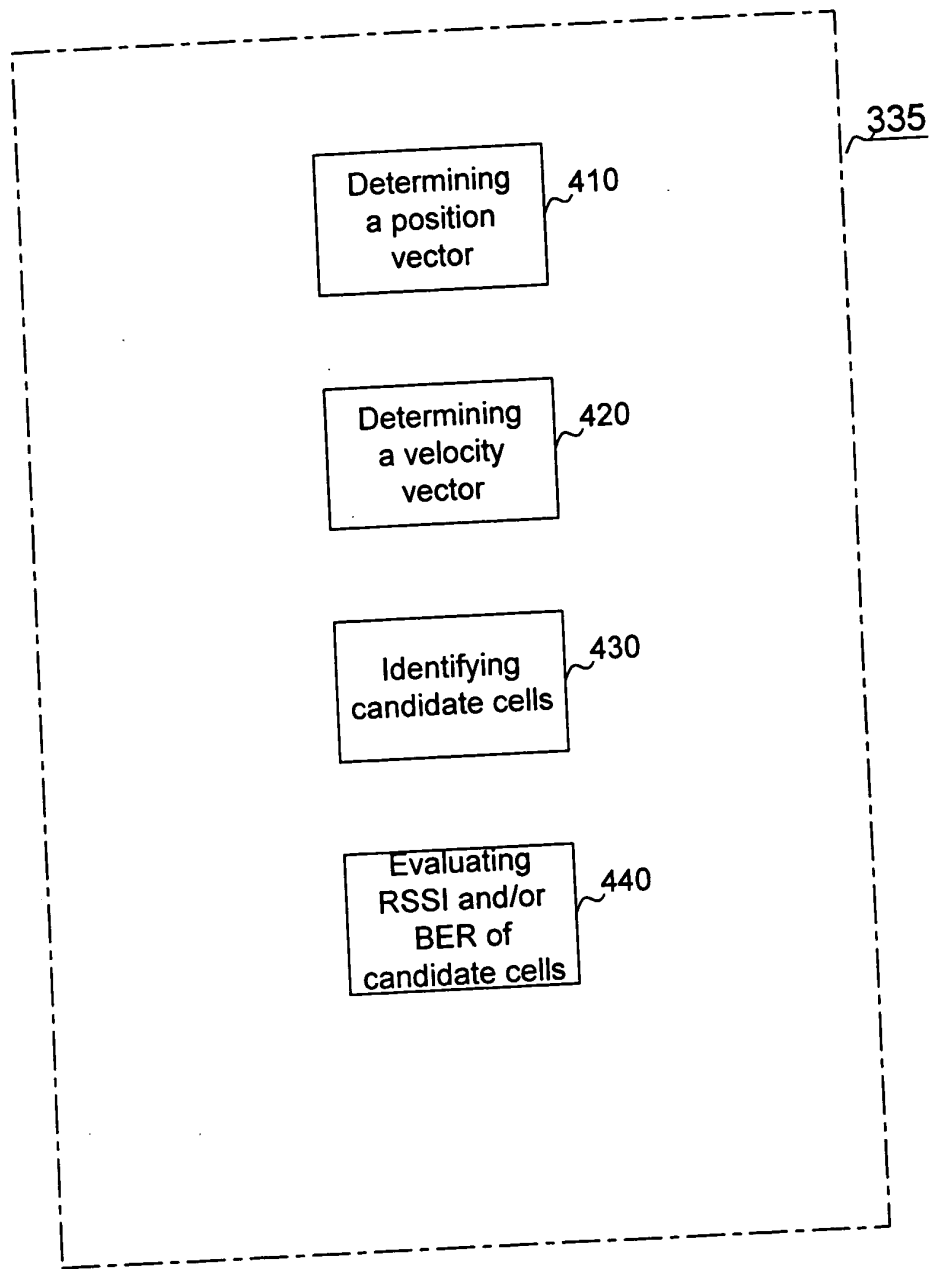 335
Determining
a position
vector
410
Determining
a velocity
vector
420
Identifying
candidate cells
430
Evaluating
RSSI and/or
BER of
candidate cells
440